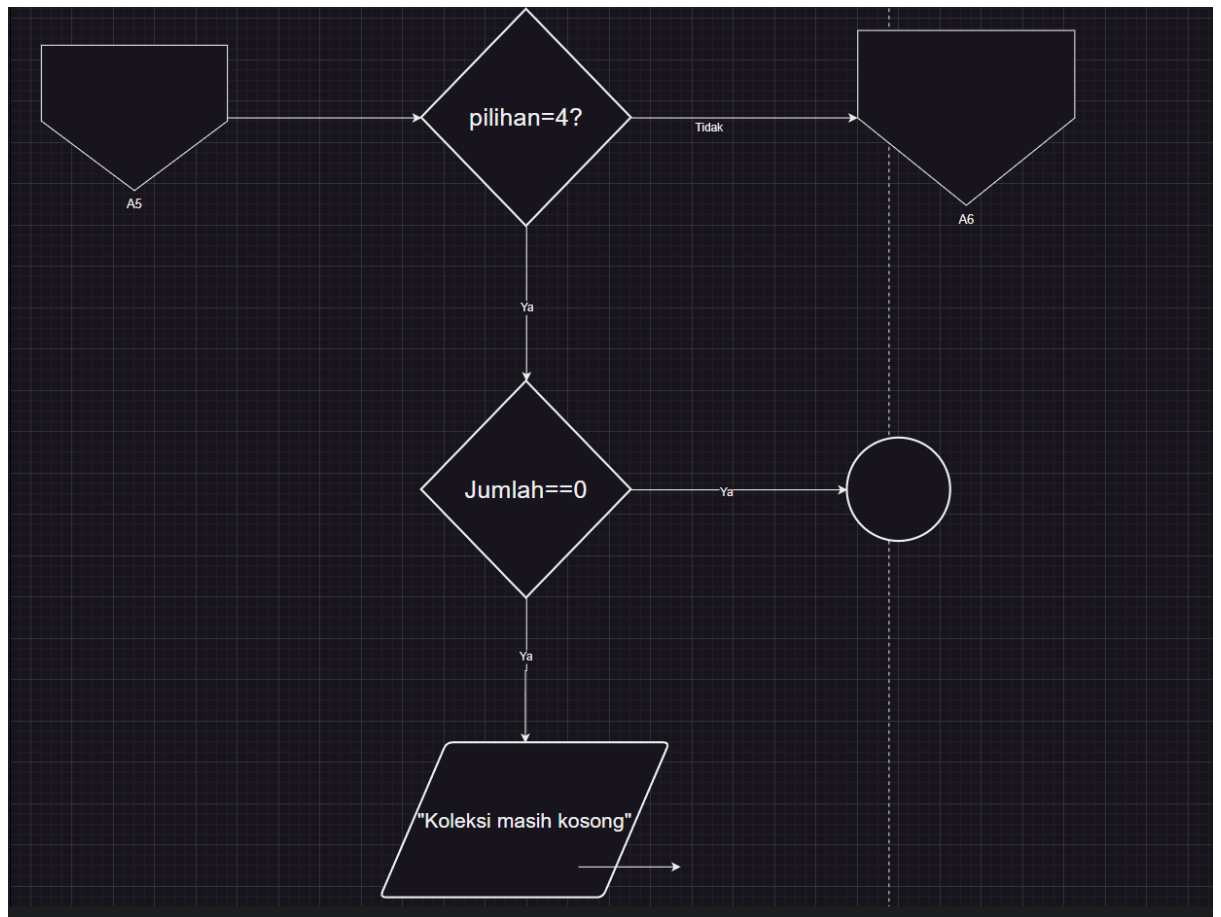 pilihan=4?
Tidak
A5
A6
Ya
Jumlah==0
Ya
Ya
"Koleksi masih kosong"